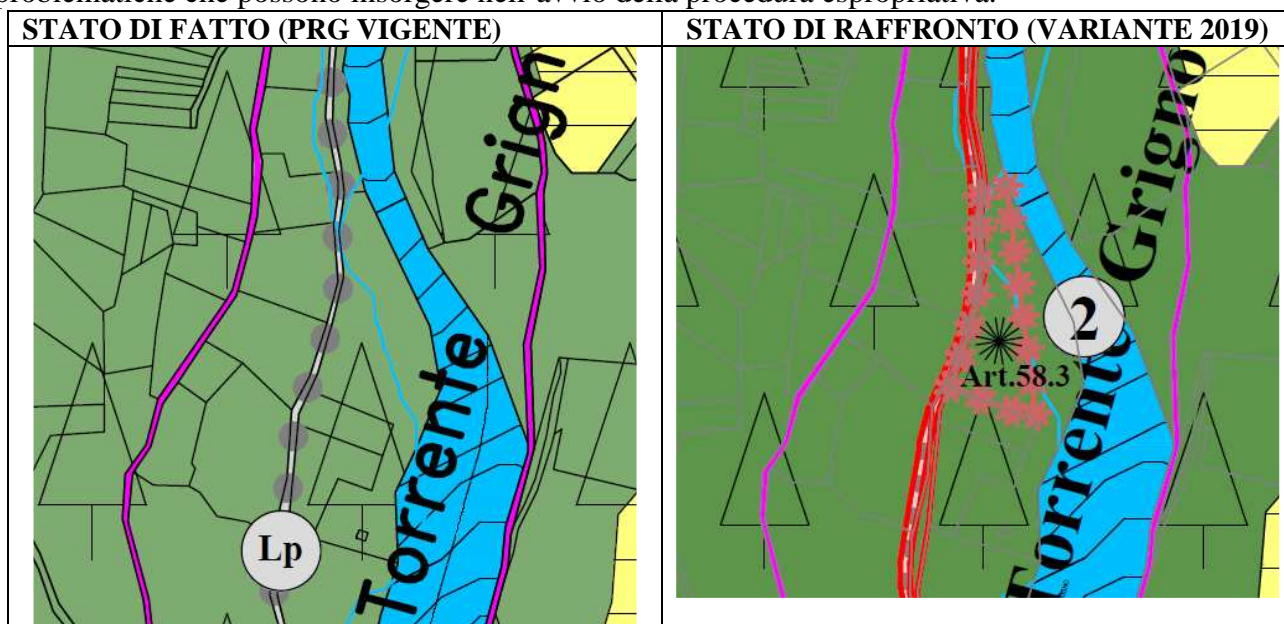 problematiche che possono insorgere nell'avvio della procedura espropriativa.
STATO DI FATTO (PRG VIGENTE)
STATO DI RAFFRONTO (VARIANTE 2019)
Torrente Grign
Lp
Torrente Grigno
2
Art.58.3